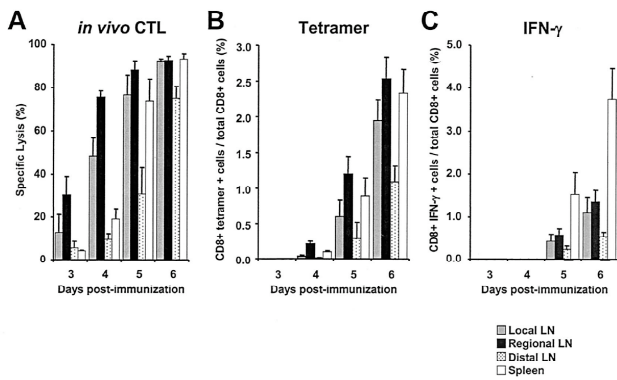 A
in vivo CTL
Specific Lysis (%)
100
80
60
40
20
0
3 4 5 6
Days post-immunization
B
Tetramer
CD8+ tetramer + cells / total CD8+ cells (%)
3.0
2.5
2.0
1.5
1.0
0.5
0.0
3 4 5 6
Days post-immunization
C
IFN-γ
CD8+ IFN-γ + cells / total CD8+ cells (%)
5.0
4.0
3.0
2.0
1.0
0.0
3 4 5 6
Days post-immunization
Local LN
Regional LN
Distal LN
Spleen